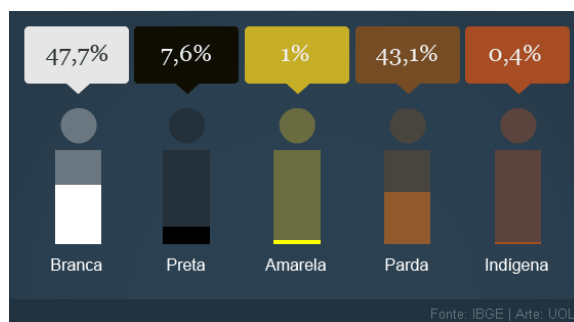 47,7% 7,6% 1% 43,1% 0,4%
Branca Preta Amarela Parda Indígena
Fonte: IBGE | Arte: UOL